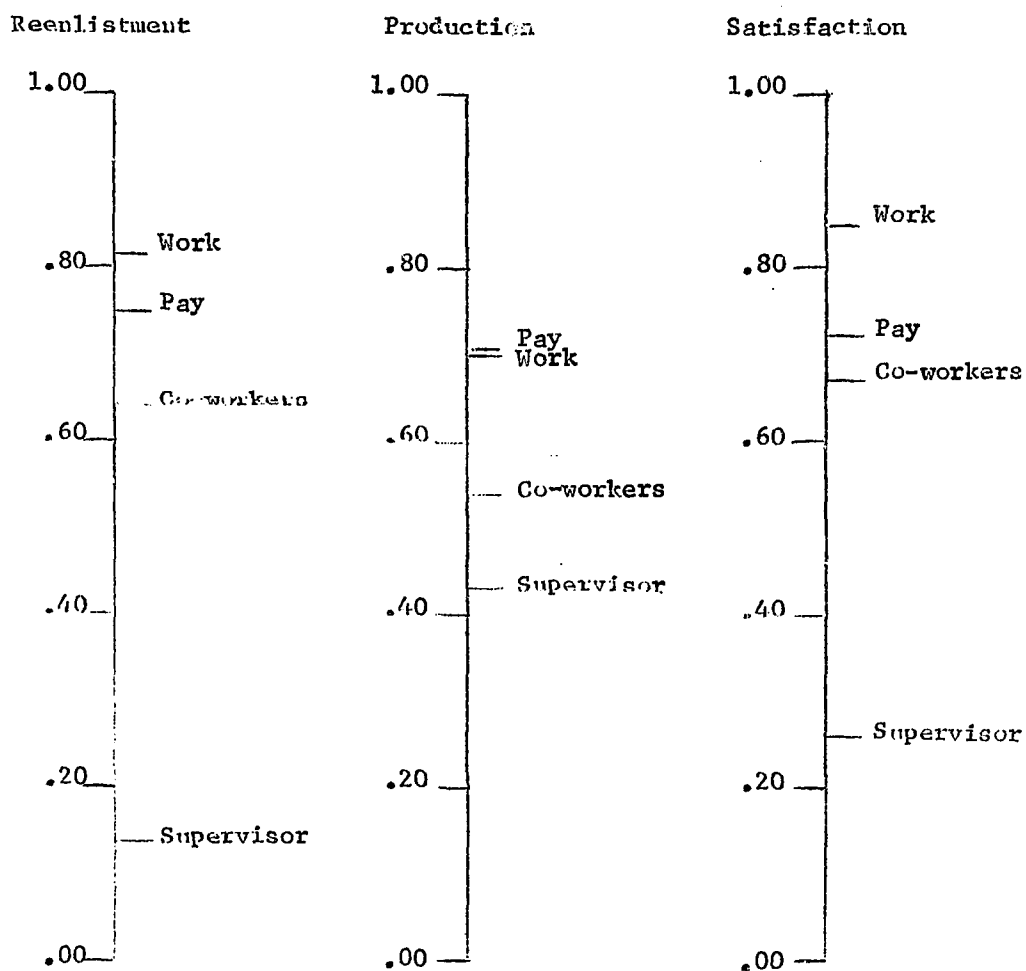 Reenlistment
1.00
Work
.80
Pay
Co-workers
.60
.40
.20
Supervisor
.00
Production
1.00
.80
Pay
Work
.60
Co-workers
Supervisor
.40
.20
.00
Satisfaction
1.00
Work
.80
Pay
Co-workers
.60
.40
Supervisor
.20
.00